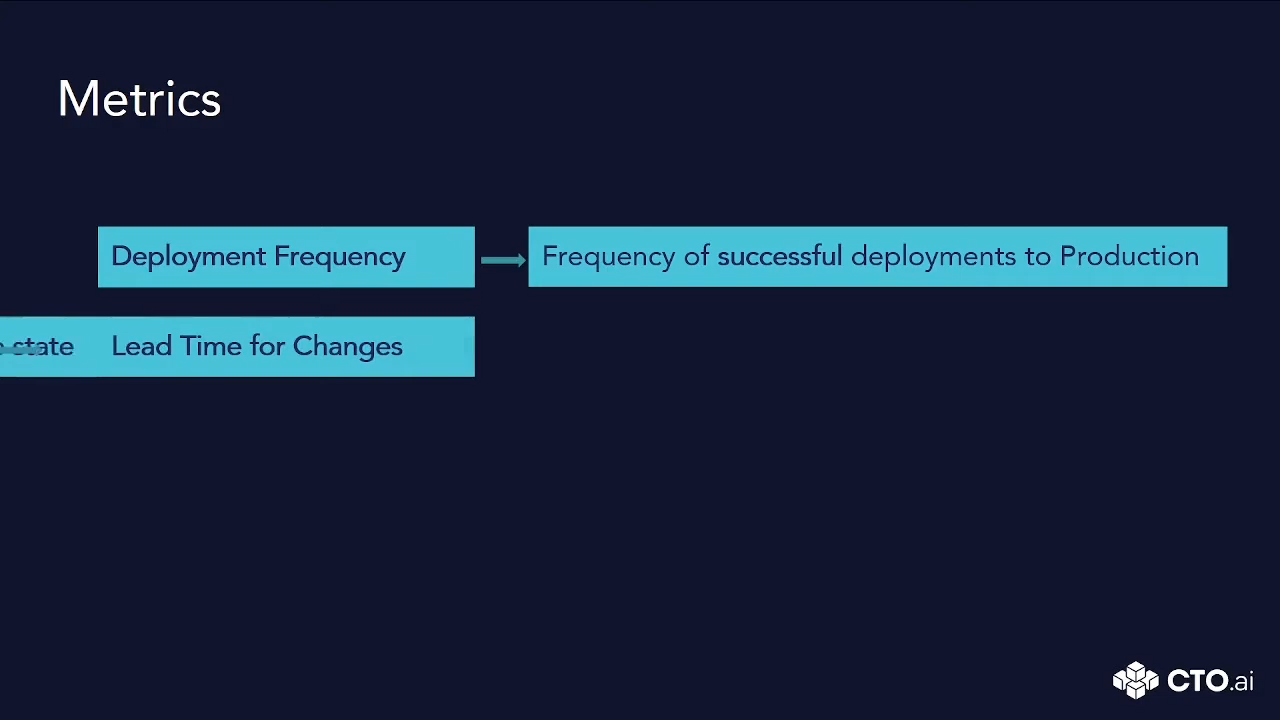 Metrics
Deployment Frequency
Frequency of successful deployments to Production
state
Lead Time for Changes
CTO.ai